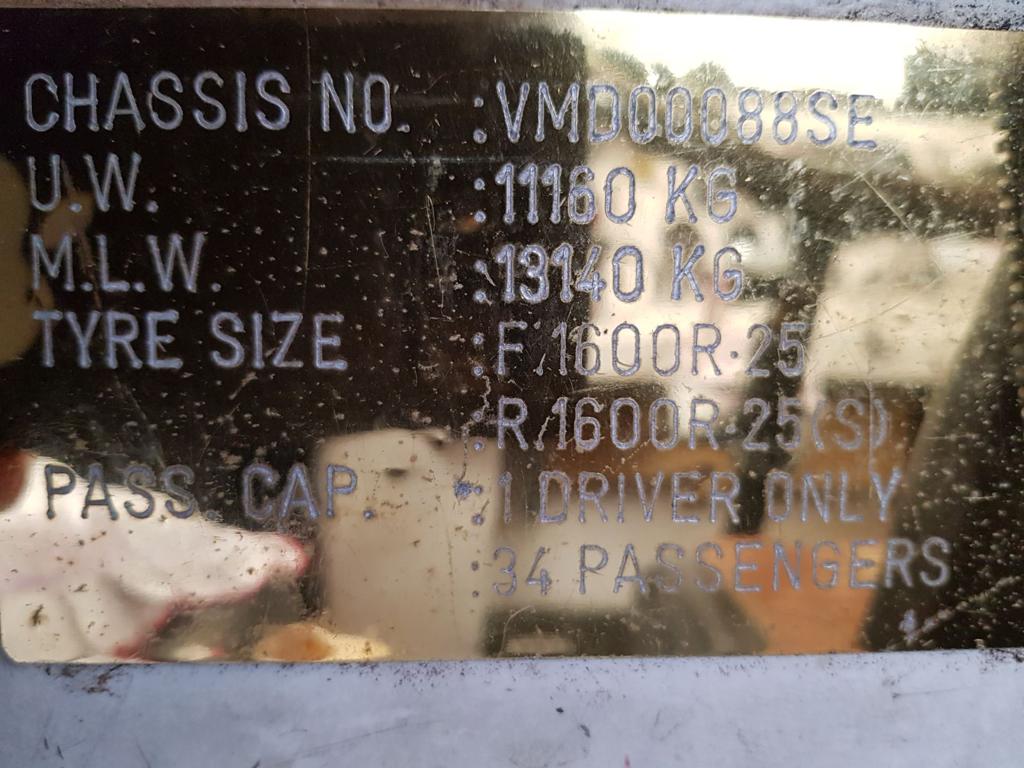 CHASSIS NO. :VMD00088SE
U.W. :11160 KG
M.L.W. :13140 KG
TYRE SIZE :F/1600R·25
:R/1600R·25(S)
PASS. CAP. :1 DRIVER ONLY
:34 PASSENGERS